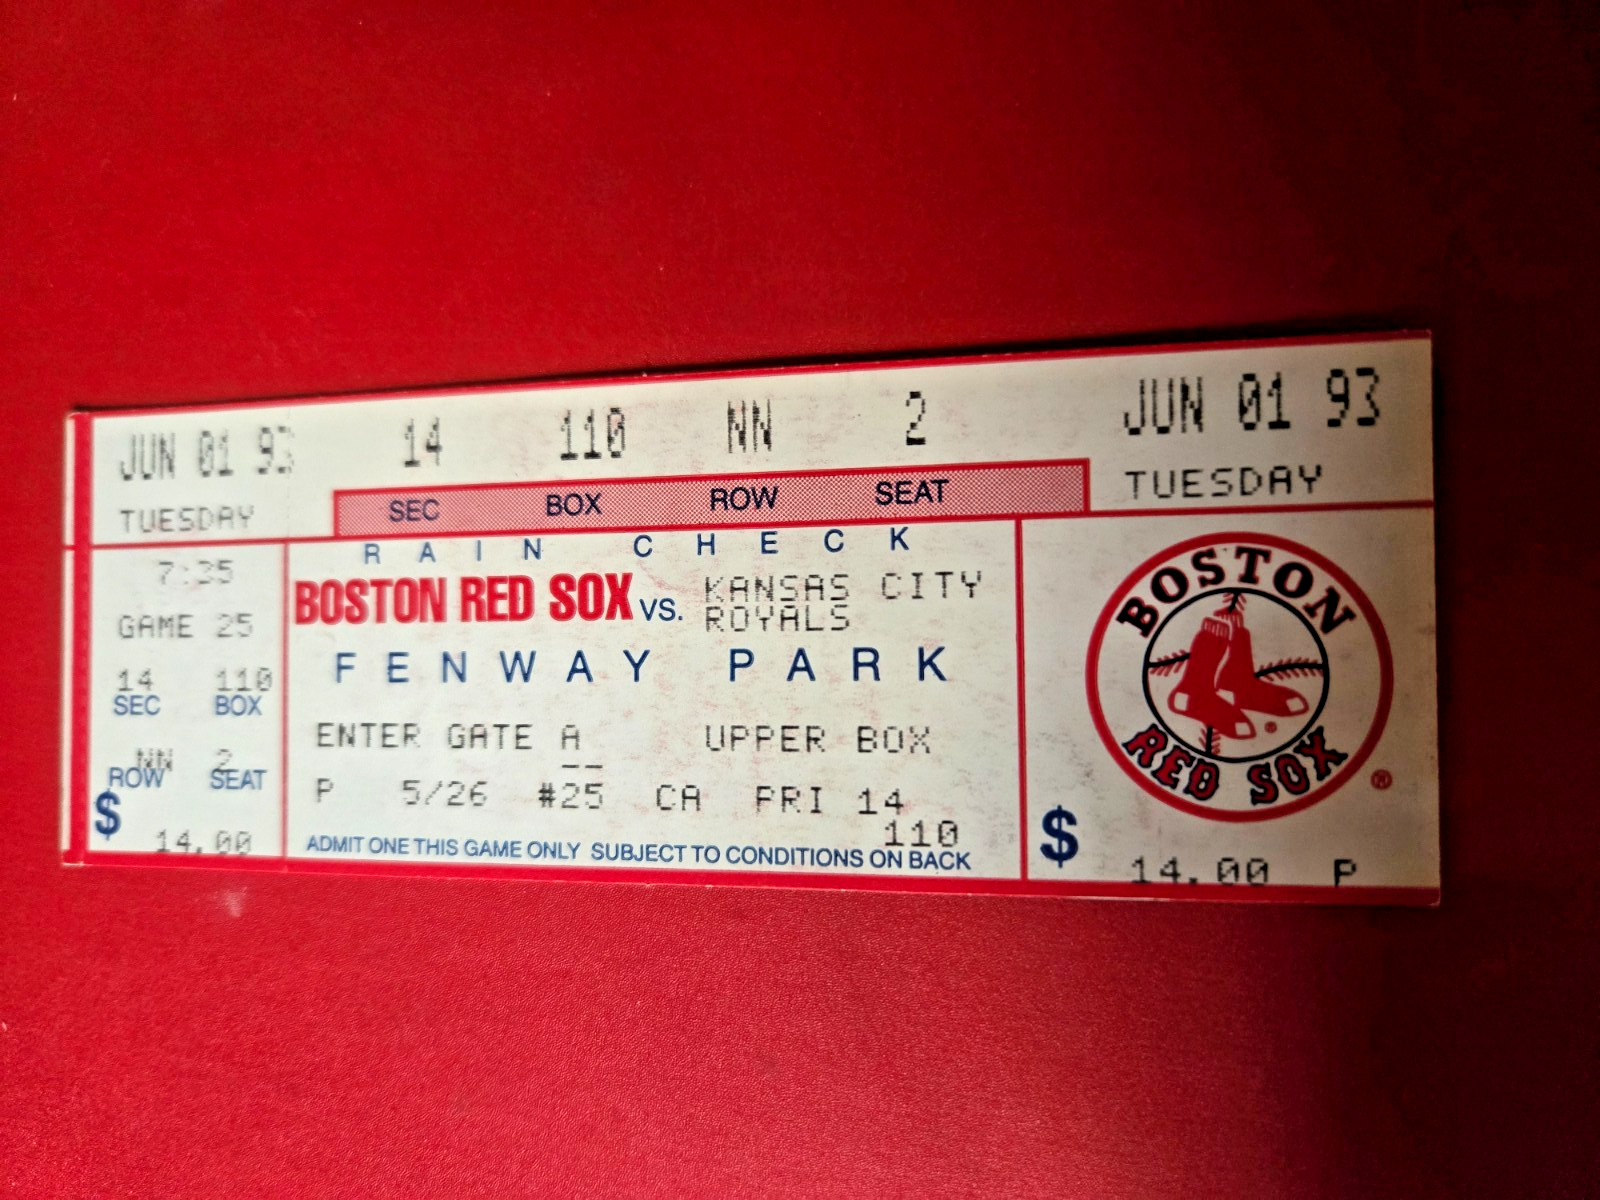 JUN 01 93 14 110 NN 2 JUN 01 93
TUESDAY SEC BOX ROW SEAT TUESDAY
7:35
GAME 25
14 110
SEC BOX
NN 2
ROW SEAT
$ 14.00
RAIN CHECK
BOSTON RED SOX VS. KANSAS CITY
ROYALS
FENWAY PARK
ENTER GATE A UPPER BOX
--
P 5/26 #25 CA PRI 14
110
ADMIT ONE THIS GAME ONLY SUBJECT TO CONDITIONS ON BACK
BOSTON
RED SOX
®
®
$ 14.00 P